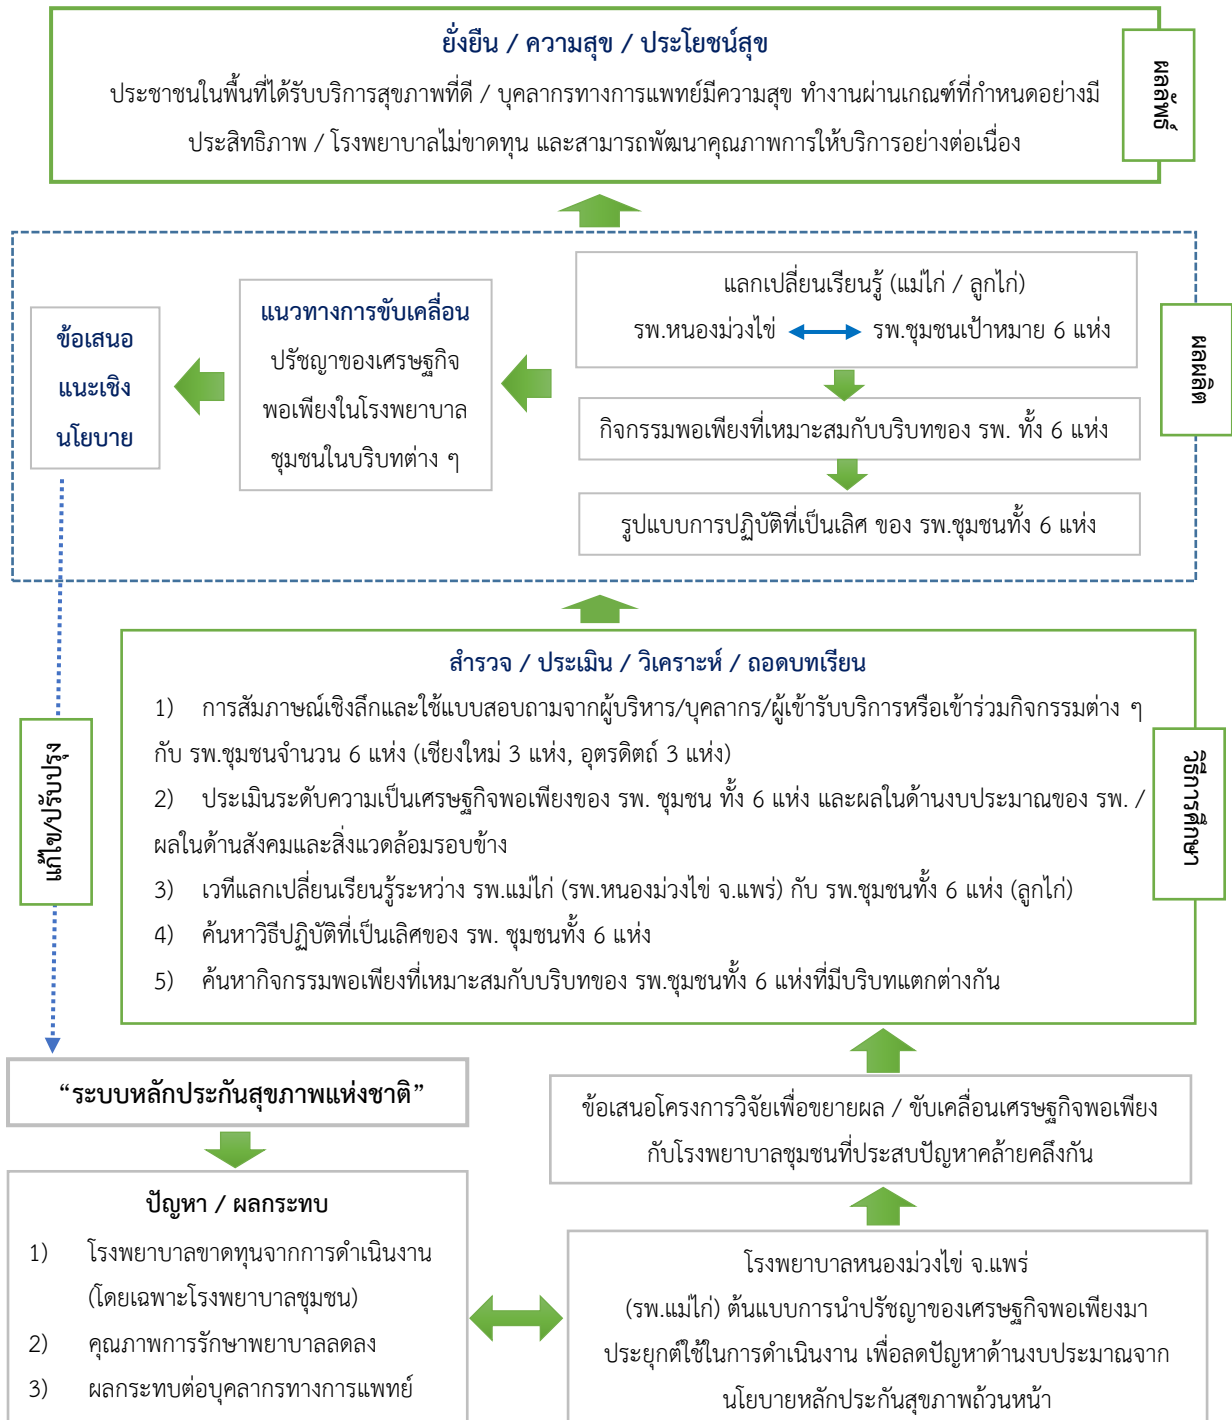 ยั่งยืน / ความสุข / ประโยชน์สุข
ประชาชนในพื้นที่ได้รับบริการสุขภาพที่ดี / บุคลากรทางการแพทย์มีความสุข ทำงานผ่านเกณฑ์ที่กำหนดอย่างมี
ประสิทธิภาพ / โรงพยาบาลไม่ขาดทุน และสามารถพัฒนาคุณภาพการให้บริการอย่างต่อเนื่อง
ผลลัพธ์
แลกเปลี่ยนเรียนรู้ (แม่ไก่ / ลูกไก่)
รพ.หนองม่วงไข่ รพ.ชุมชนเป้าหมาย 6 แห่ง
กิจกรรมพอเพียงที่เหมาะสมกับบริบทของ รพ. ทั้ง 6 แห่ง
รูปแบบการปฏิบัติที่เป็นเลิศ ของ รพ.ชุมชนทั้ง 6 แห่ง
แนวทางการขับเคลื่อน
ปรัชญาของเศรษฐกิจ
พอเพียงในโรงพยาบาล
ชุมชนในบริบทต่าง ๆ
ข้อเสนอ
แนะเชิง
นโยบาย
ผลผลิต
สำรวจ / ประเมิน / วิเคราะห์ / ถอดบทเรียน
1) การสัมภาษณ์เชิงลึกและใช้แบบสอบถามจากผู้บริหาร/บุคลากร/ผู้เข้ารับบริการหรือเข้าร่วมกิจกรรมต่าง ๆ
กับ รพ.ชุมชนจำนวน 6 แห่ง (เชียงใหม่ 3 แห่ง, อุตรดิตถ์ 3 แห่ง)
2) ประเมินระดับความเป็นเศรษฐกิจพอเพียงของ รพ. ชุมชน ทั้ง 6 แห่ง และผลในด้านงบประมาณของ รพ. /
ผลในด้านสังคมและสิ่งแวดล้อมรอบข้าง
3) เวทีแลกเปลี่ยนเรียนรู้ระหว่าง รพ.แม่ไก่ (รพ.หนองม่วงไข่ จ.แพร่) กับ รพ.ชุมชนทั้ง 6 แห่ง (ลูกไก่)
4) ค้นหาวิธีปฏิบัติที่เป็นเลิศของ รพ. ชุมชนทั้ง 6 แห่ง
5) ค้นหากิจกรรมพอเพียงที่เหมาะสมกับบริบทของ รพ.ชุมชนทั้ง 6 แห่งที่มีบริบทแตกต่างกัน
วิธีการศึกษา
แก้ไข/ปรับปรุง
“ระบบหลักประกันสุขภาพแห่งชาติ”
ข้อเสนอโครงการวิจัยเพื่อขยายผล / ขับเคลื่อนเศรษฐกิจพอเพียง
กับโรงพยาบาลชุมชนที่ประสบปัญหาคล้ายคลึงกัน
ปัญหา / ผลกระทบ
1) โรงพยาบาลขาดทุนจากการดำเนินงาน
(โดยเฉพาะโรงพยาบาลชุมชน)
2) คุณภาพการรักษาพยาบาลลดลง
3) ผลกระทบต่อบุคลากรทางการแพทย์
โรงพยาบาลหนองม่วงไข่ จ.แพร่
(รพ.แม่ไก่) ต้นแบบการนำปรัชญาของเศรษฐกิจพอเพียงมา
ประยุกต์ใช้ในการดำเนินงาน เพื่อลดปัญหาด้านงบประมาณจาก
นโยบายหลักประกันสุขภาพถ้วนหน้า